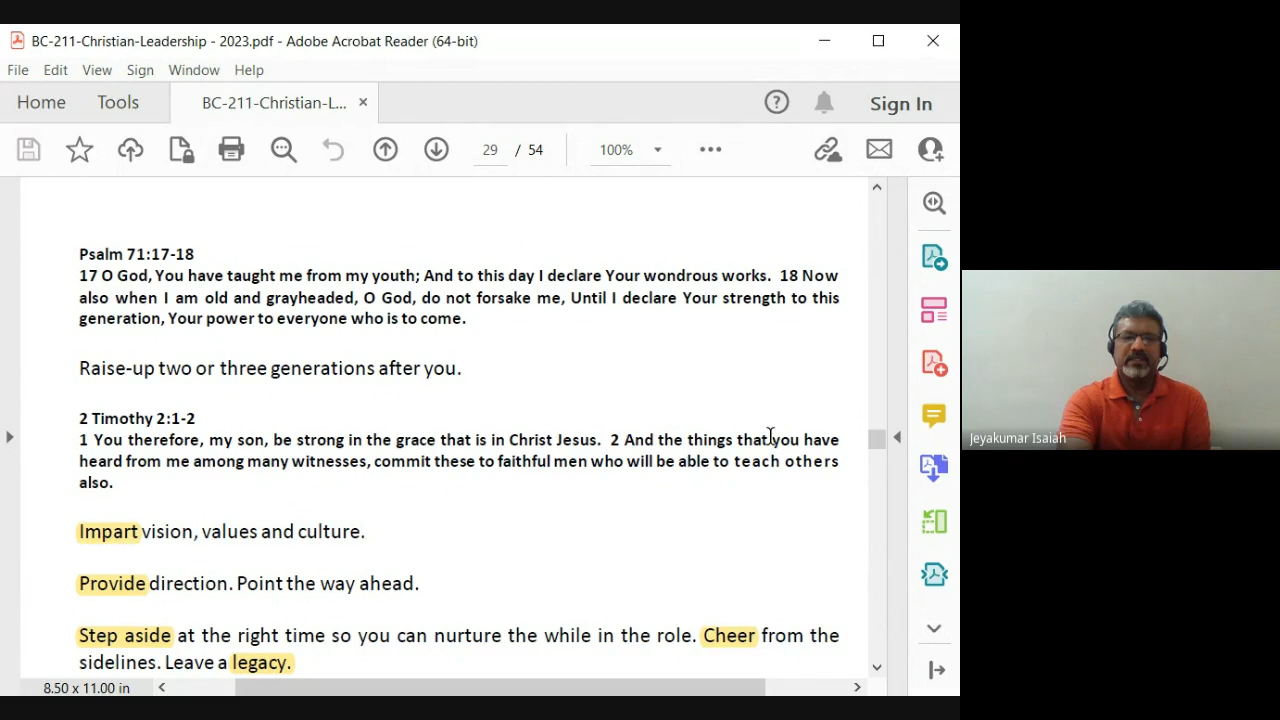 BC-211-Christian-Leadership - 2023.pdf - Adobe Acrobat Reader (64-bit)
File Edit View Sign Window Help
Home Tools BC-211-Christian-L... × Sign In
29 / 54 100%
Psalm 71:17-18
17 O God, You have taught me from my youth; And to this day I declare Your wondrous works. 18 Now
also when I am old and grayheaded, O God, do not forsake me, Until I declare Your strength to this
generation, Your power to everyone who is to come.
Raise-up two or three generations after you.
2 Timothy 2:1-2
1 You therefore, my son, be strong in the grace that is in Christ Jesus. 2 And the things that you have
heard from me among many witnesses, commit these to faithful men who will be able to teach others
also.
Impart vision, values and culture.
Provide direction. Point the way ahead.
Step aside at the right time so you can nurture the while in the role. Cheer from the
sidelines. Leave a legacy.
8.50 x 11.00 in
Jeyakumar Isaiah